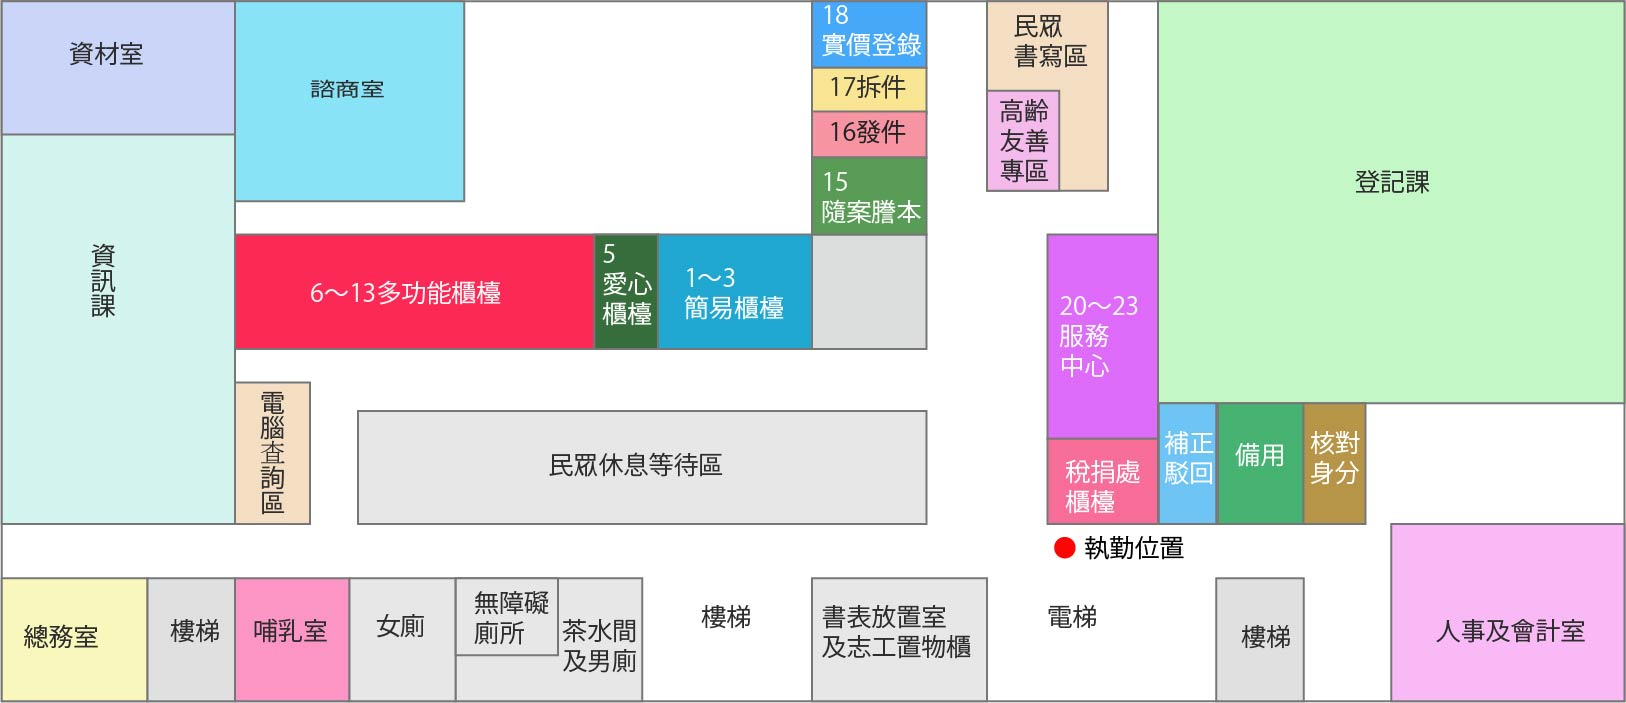 資材室
諮商室
18
實價登錄
17拆件
16發件
15
隨案謄本
民眾
書寫區
高齡
友善
專區
登記課
資訊課
6～13多功能櫃檯
5
愛心
櫃檯
1～3
簡易櫃檯
20～23
服務
中心
電腦查詢區
民眾休息等待區
稅捐處
櫃檯
補正
駁回
備用
核對
身分
執勤位置
總務室
樓梯
哺乳室
女廁
無障礙
廁所
茶水間
及男廁
樓梯
書表放置室
及志工置物櫃
電梯
樓梯
人事及會計室